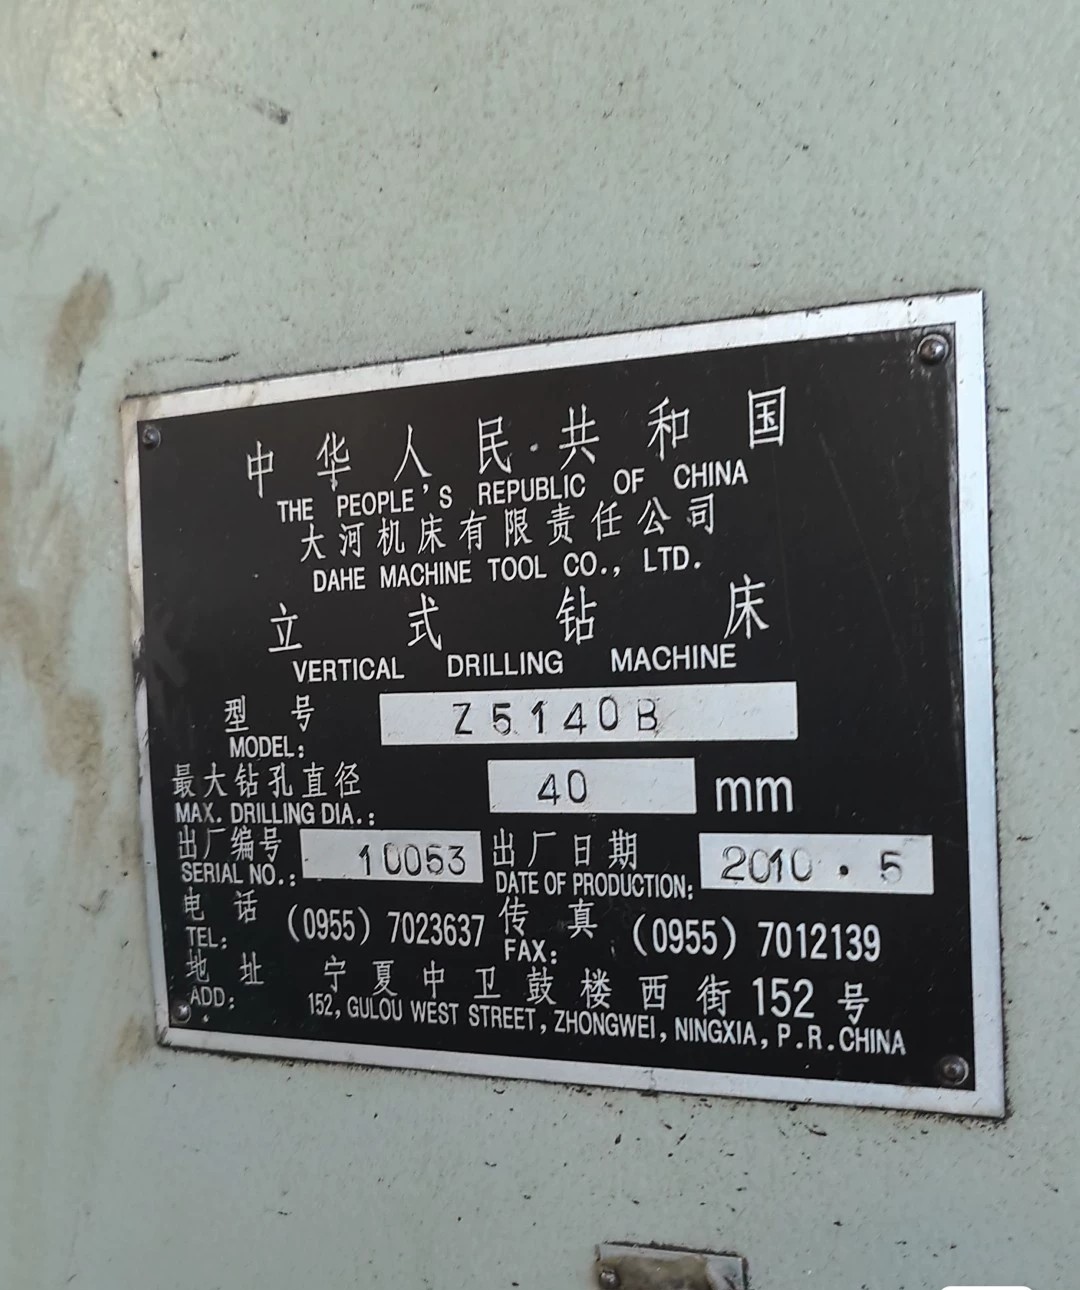 中华人民共和国
THE PEOPLE'S REPUBLIC OF CHINA
大河机床有限责任公司
DAHE MACHINE TOOL CO., LTD.
立式钻床
VERTICAL DRILLING MACHINE
型号 Z5140B
MODEL:
最大钻孔直径 40 mm
MAX. DRILLING DIA.:
出厂编号 10053 出厂日期 2010.5
SERIAL NO.: DATE OF PRODUCTION:
电话 (0955) 7023637 传真 (0955) 7012139
TEL: FAX:
地址 宁夏中卫鼓楼西街152号
ADD: 152, GULOU WEST STREET, ZHONGWEI, NINGXIA, P.R.CHINA